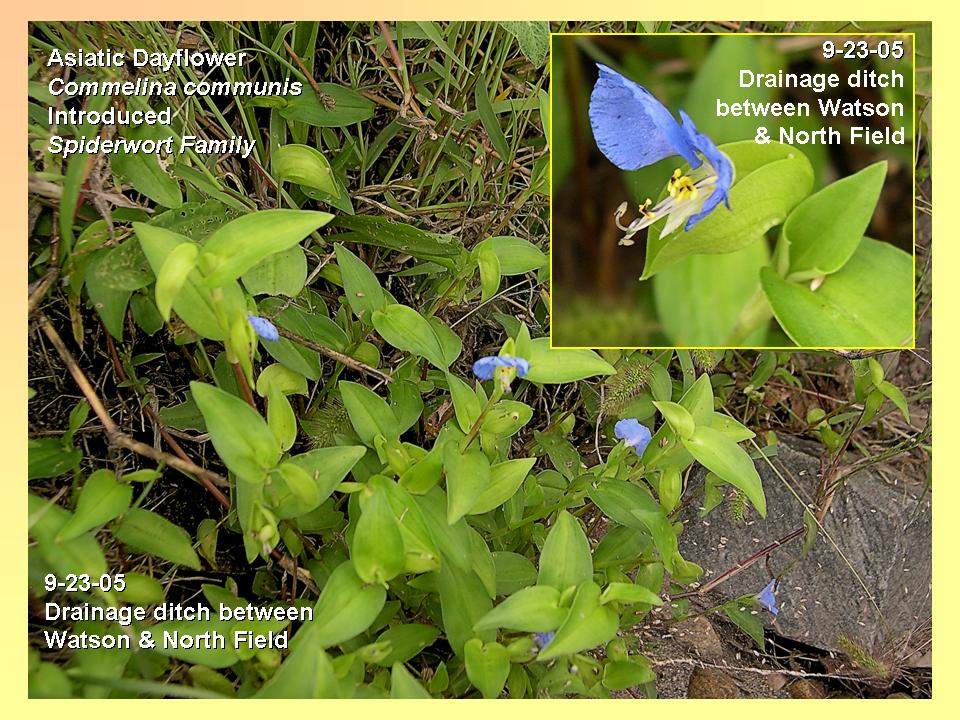 Asiatic Dayflower
Commelina communis
Introduced
Spiderwort Family
9-23-05
Drainage ditch
between Watson
& North Field
9-23-05
Drainage ditch between
Watson & North Field